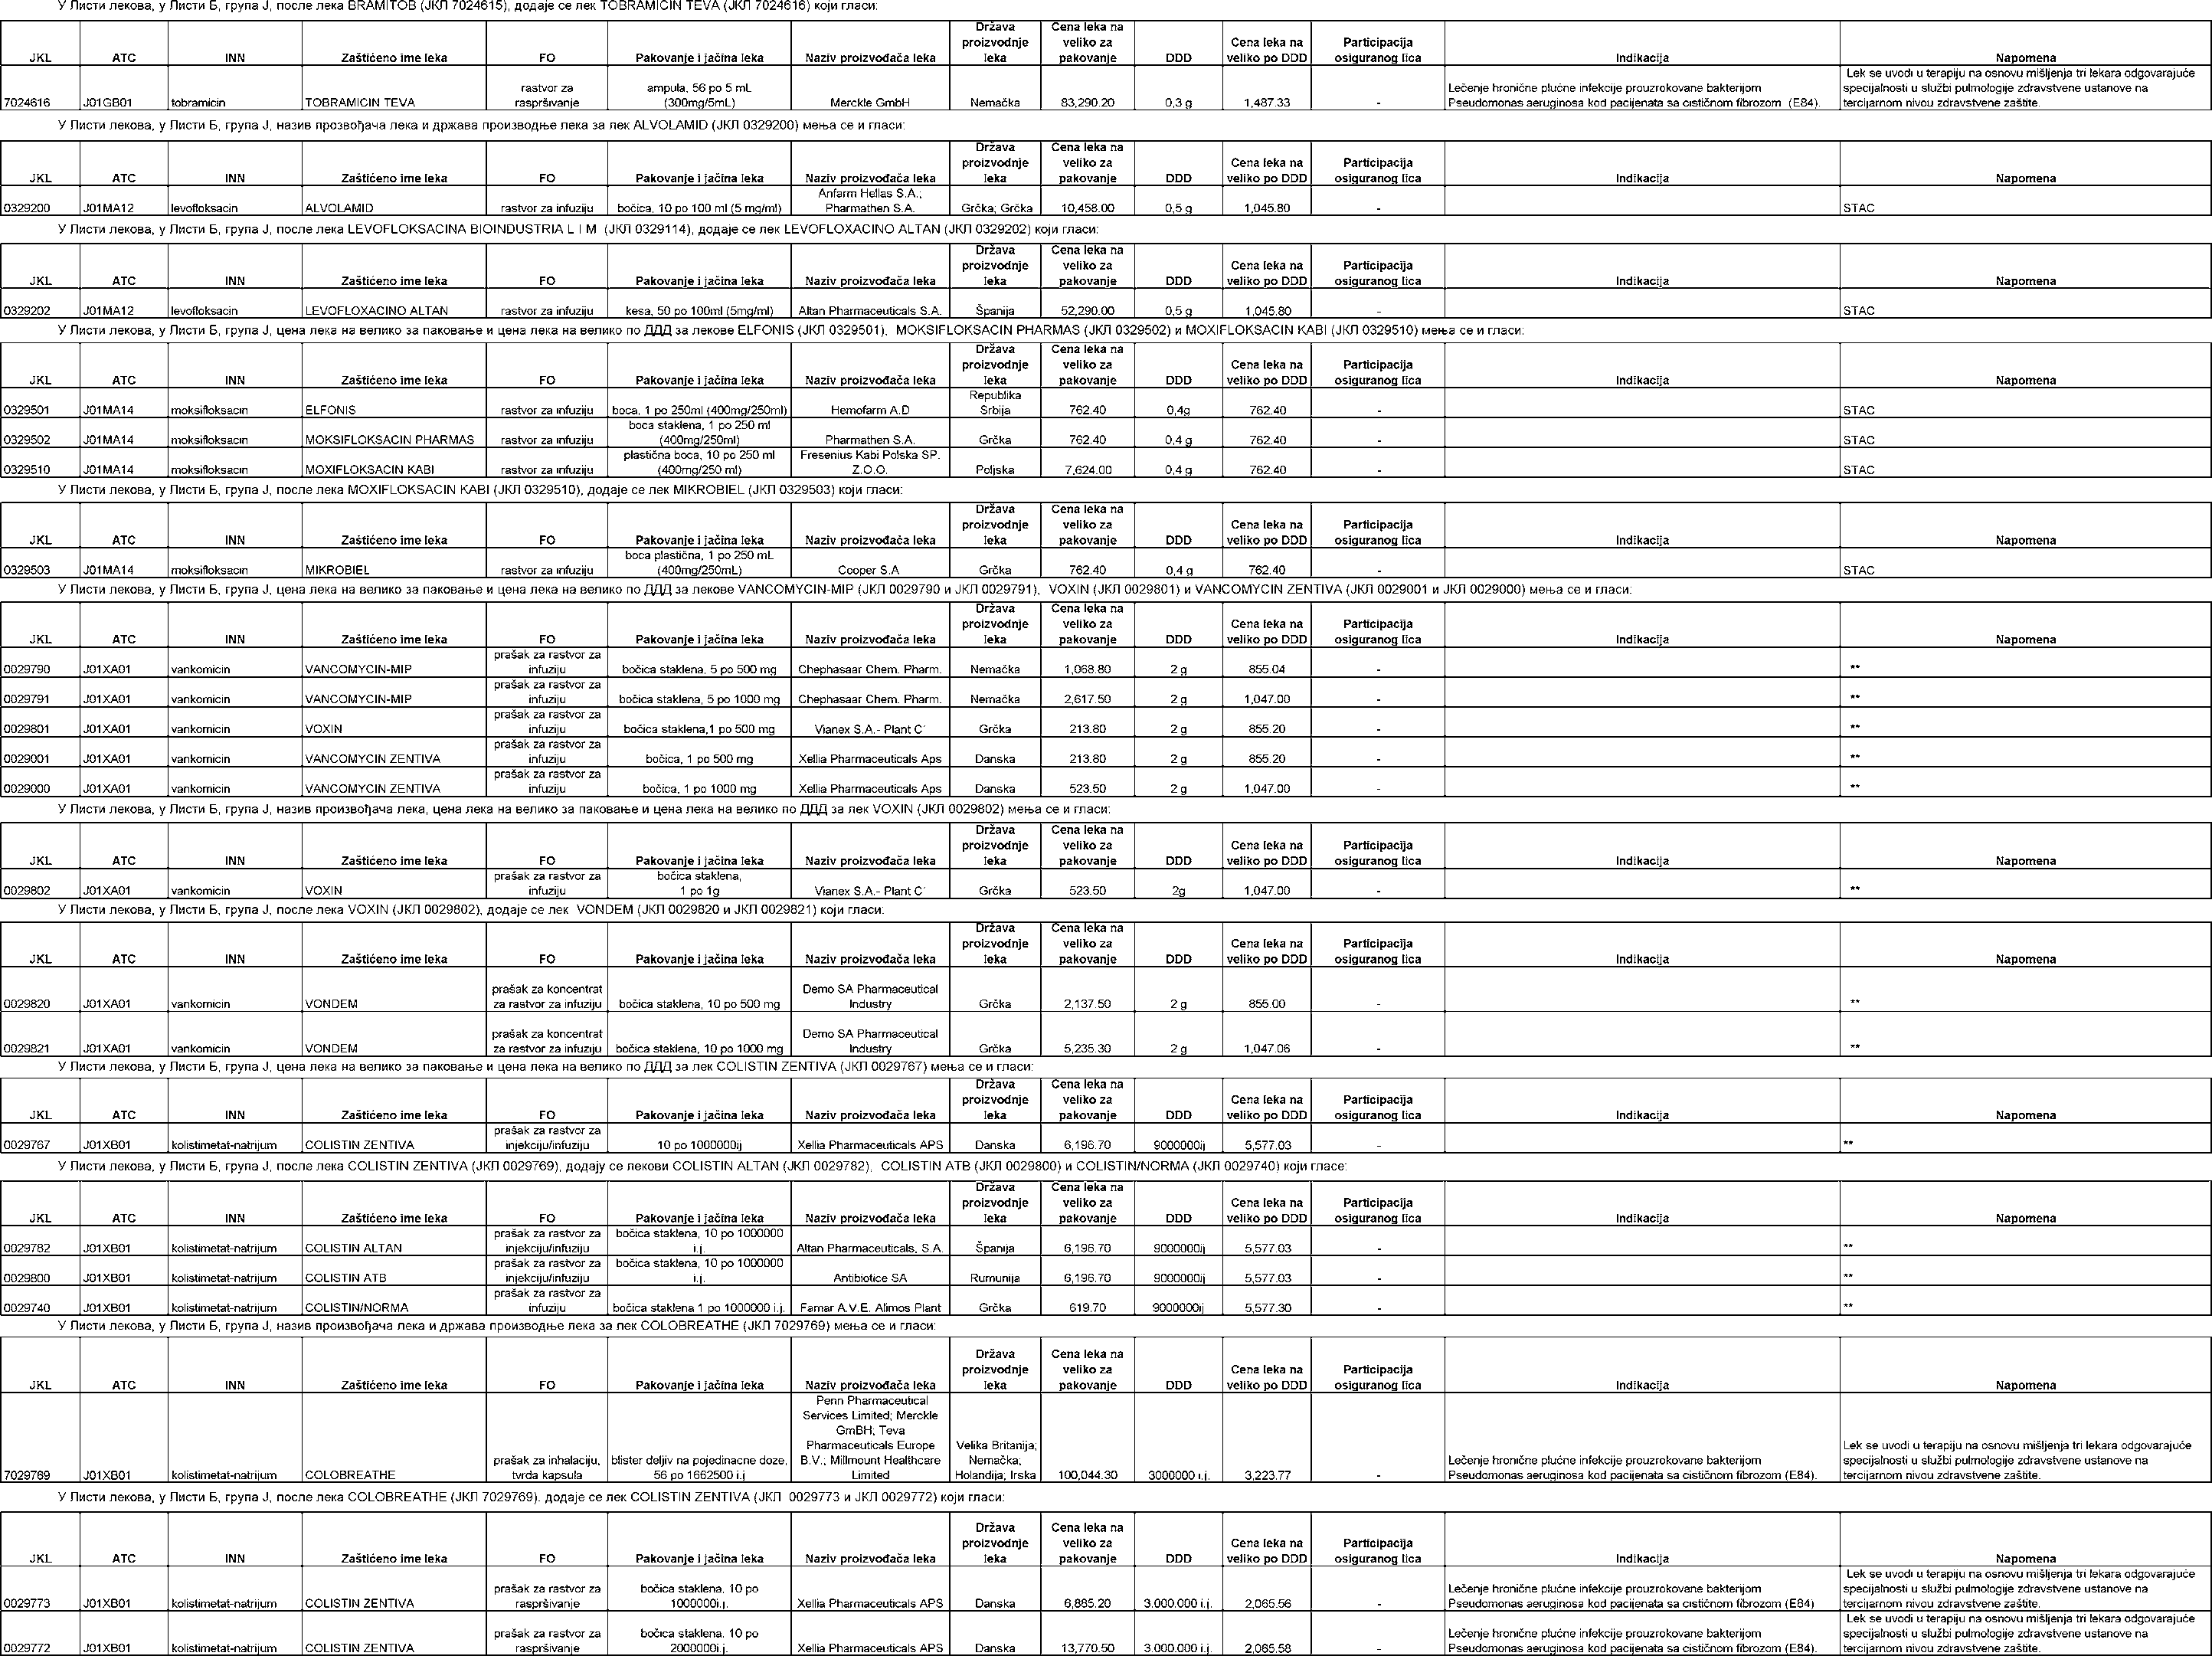 У Листи лекова, у Листи Б, група Ј, после лека BRAMITOB (ЈКЛ 7024615), додаје се лек TOBRAMICIN TEVA (ЈКЛ 7024616) који гласи:
JKL ATC INN Zaštićeno ime leka FO Pakovanje i jačina leka Naziv proizvođača leka Država proizvodnje leka Cena leka na veliko za pakovanje DDD Cena leka na veliko po DDD Participacija osiguranog lica Indikacija Napomena
7024616 J01GB01 tobramicin TOBRAMICIN TEVA rastvor za raspršivanje ampula, 56 po 5 mL (300mg/5mL) Merckle GmbH Nemačka 83,290.20 0,3 g 1,487.33 - Lečenje hronične plućne infekcije prouzrokovane bakterijom Pseudomonas aeruginosa kod pacijenata sa cističnom fibrozom (E84). Lek se uvodi u terapiju na osnovu mišljenja tri lekara odgovarajuće specijalnosti u službi pulmologije zdravstvene ustanove na tercijarnom nivou zdravstvene zaštite.
У Листи лекова, у Листи Б, група Ј, назив прозвођача лека и држава производње лека за лек ALVOLAMID (ЈКЛ 0329200) мења се и гласи:
JKL ATC INN Zaštićeno ime leka FO Pakovanje i jačina leka Naziv proizvođača leka Država proizvodnje leka Cena leka na veliko za pakovanje DDD Cena leka na veliko po DDD Participacija osiguranog lica Indikacija Napomena
0329200 J01MA12 levofloksacin ALVOLAMID rastvor za infuziju bočica, 10 po 100 ml (5 mg/ml) Anfarm Hellas S.A.; Pharmathen S.A. Grčka; Grčka 10,458.00 0,5 g 1,045.80 - STAC
У Листи лекова, у Листи Б, група Ј, после лека LEVOFLOKSACINA BIOINDUSTRIA L I M (ЈКЛ 0329114), додаје се лек LEVOFLOXACINO ALTAN (ЈКЛ 0329202) који гласи:
JKL ATC INN Zaštićeno ime leka FO Pakovanje i jačina leka Naziv proizvođača leka Država proizvodnje leka Cena leka na veliko za pakovanje DDD Cena leka na veliko po DDD Participacija osiguranog lica Indikacija Napomena
0329202 J01MA12 levofloksacin LEVOFLOXACINO ALTAN rastvor za infuziju kesa, 50 po 100ml (5mg/ml) Altan Pharmaceuticals S.A. Španija 52,290.00 0,5 g 1,045.80 - STAC
У Листи лекова, у Листи Б, група Ј, цена лека на велико за паковање и цена лека на велико по ДДД за лекове ELFONIS (ЈКЛ 0329501), MOKSIFLOKSACIN PHARMAS (ЈКЛ 0329502) и MOXIFLOKSACIN KABI (ЈКЛ 0329510) мења се и гласи:
JKL ATC INN Zaštićeno ime leka FO Pakovanje i jačina leka Naziv proizvođača leka Država proizvodnje leka Cena leka na veliko za pakovanje DDD Cena leka na veliko po DDD Participacija osiguranog lica Indikacija Napomena
0329501 J01MA14 moksifloksacin ELFONIS rastvor za infuziju boca, 1 po 250ml (400mg/250ml) Hemofarm A.D Republika Srbija 762.40 0,4g 762.40 - STAC
0329502 J01MA14 moksifloksacin MOKSIFLOKSACIN PHARMAS rastvor za infuziju boca staklena, 1 po 250 ml (400mg/250ml) Pharmathen S.A. Grčka 762.40 0,4 g 762.40 - STAC
0329510 J01MA14 moksifloksacin MOXIFLOKSACIN KABI rastvor za infuziju plastična boca, 10 po 250 ml (400mg/250 ml) Fresenius Kabi Polska SP. Z.O.O. Poljska 7,624.00 0,4 g 762.40 - STAC
У Листи лекова, у Листи Б, група Ј, после лека MOXIFLOKSACIN KABI (ЈКЛ 0329510), додаје се лек MIKROBIEL (ЈКЛ 0329503) који гласи:
JKL ATC INN Zaštićeno ime leka FO Pakovanje i jačina leka Naziv proizvođača leka Država proizvodnje leka Cena leka na veliko za pakovanje DDD Cena leka na veliko po DDD Participacija osiguranog lica Indikacija Napomena
0329503 J01MA14 moksifloksacin MIKROBIEL rastvor za infuziju boca plastična, 1 po 250 mL (400mg/250mL) Cooper S.A Grčka 762.40 0,4 g 762.40 - STAC
У Листи лекова, у Листи Б, група Ј, цена лека на велико за паковање и цена лека на велико по ДДД за лекове VANCOMYCIN-MIP (ЈКЛ 0029790 и ЈКЛ 0029791), VOXIN (ЈКЛ 0029801) и VANCOMYCIN ZENTIVA (ЈКЛ 0029001 и ЈКЛ 0029000) мења се и гласи:
JKL ATC INN Zaštićeno ime leka FO Pakovanje i jačina leka Naziv proizvođača leka Država proizvodnje leka Cena leka na veliko za pakovanje DDD Cena leka na veliko po DDD Participacija osiguranog lica Indikacija Napomena
0029790 J01XA01 vankomicin VANCOMYCIN-MIP prašak za rastvor za infuziju bočica staklena, 5 po 500 mg Chephasaar Chem. Pharm. Nemačka 1,068.80 2 g 855.04 - **
0029791 J01XA01 vankomicin VANCOMYCIN-MIP prašak za rastvor za infuziju bočica staklena, 5 po 1000 mg Chephasaar Chem. Pharm. Nemačka 2,617.50 2 g 1,047.00 - **
0029801 J01XA01 vankomicin VOXIN prašak za rastvor za infuziju bočica staklena,1 po 500 mg Vianex S.A.- Plant C´ Grčka 213.80 2 g 855.20 - **
0029001 J01XA01 vankomicin VANCOMYCIN ZENTIVA prašak za rastvor za infuziju bočica, 1 po 500 mg Xellia Pharmaceuticals Aps Danska 213.80 2 g 855.20 - **
0029000 J01XA01 vankomicin VANCOMYCIN ZENTIVA prašak za rastvor za infuziju bočica, 1 po 1000 mg Xellia Pharmaceuticals Aps Danska 523.50 2 g 1,047.00 - **
У Листи лекова, у Листи Б, група Ј, назив произвођача лека, цена лека на велико за паковање и цена лека на велико по ДДД за лек VOXIN (ЈКЛ 0029802) мења се и гласи:
JKL ATC INN Zaštićeno ime leka FO Pakovanje i jačina leka Naziv proizvođača leka Država proizvodnje leka Cena leka na veliko za pakovanje DDD Cena leka na veliko po DDD Participacija osiguranog lica Indikacija Napomena
0029802 J01XA01 vankomicin VOXIN prašak za rastvor za infuziju bočica staklena, 1 po 1g Vianex S.A.- Plant C´ Grčka 523.50 2g 1,047.00 - **
У Листи лекова, у Листи Б, група Ј, после лека VOXIN (ЈКЛ 0029802), додаје се лек VONDEM (ЈКЛ 0029820 и ЈКЛ 0029821) који гласи:
JKL ATC INN Zaštićeno ime leka FO Pakovanje i jačina leka Naziv proizvođača leka Država proizvodnje leka Cena leka na veliko za pakovanje DDD Cena leka na veliko po DDD Participacija osiguranog lica Indikacija Napomena
0029820 J01XA01 vankomicin VONDEM prašak za koncentrat za rastvor za infuziju bočica staklena, 10 po 500 mg Demo SA Pharmaceutical Industry Grčka 2,137.50 2 g 855.00 - **
0029821 J01XA01 vankomicin VONDEM prašak za koncentrat za rastvor za infuziju bočica staklena, 10 po 1000 mg Demo SA Pharmaceutical Industry Grčka 5,235.30 2 g 1,047.06 - **
У Листи лекова, у Листи Б, група Ј, цена лека на велико за паковање и цена лека на велико по ДДД за лек COLISTIN ZENTIVA (ЈКЛ 0029767) мења се и гласи:
JKL ATC INN Zaštićeno ime leka FO Pakovanje i jačina leka Naziv proizvođača leka Država proizvodnje leka Cena leka na veliko za pakovanje DDD Cena leka na veliko po DDD Participacija osiguranog lica Indikacija Napomena
0029767 J01XB01 kolistimetat-natrijum COLISTIN ZENTIVA prašak za rastvor za injekciju/infuziju 10 po 1000000ij Xellia Pharmaceuticals APS Danska 6,196.70 9000000ij 5,577.03 - **
У Листи лекова, у Листи Б, група Ј, после лека COLISTIN ZENTIVA (ЈКЛ 0029769), додају се лекови COLISTIN ALTAN (ЈКЛ 0029782), COLISTIN ATB (ЈКЛ 0029800) и COLISTIN/NORMA (ЈКЛ 0029740) који гласе:
JKL ATC INN Zaštićeno ime leka FO Pakovanje i jačina leka Naziv proizvođača leka Država proizvodnje leka Cena leka na veliko za pakovanje DDD Cena leka na veliko po DDD Participacija osiguranog lica Indikacija Napomena
0029782 J01XB01 kolistimetat-natrijum COLISTIN ALTAN prašak za rastvor za injekciju/infuziju bočica staklena, 10 po 1000000 i.j. Altan Pharmaceuticals, S.A. Španija 6,196.70 9000000ij 5,577.03 - **
0029800 J01XB01 kolistimetat-natrijum COLISTIN ATB prašak za rastvor za injekciju/infuziju bočica staklena, 10 po 1000000 i.j. Antibiotice SA Rumunija 6,196.70 9000000ij 5,577.03 - **
0029740 J01XB01 kolistimetat-natrijum COLISTIN/NORMA prašak za rastvor za infuziju bočica staklena 1 po 1000000 i.j. Famar A.V.E. Alimos Plant Grčka 619.70 9000000ij 5,577.30 - **
У Листи лекова, у Листи Б, група Ј, назив произвођача лека и држава производње лека за лек COLOBREATHE (ЈКЛ 7029769) мења се и гласи:
JKL ATC INN Zaštićeno ime leka FO Pakovanje i jačina leka Naziv proizvođača leka Država proizvodnje leka Cena leka na veliko za pakovanje DDD Cena leka na veliko po DDD Participacija osiguranog lica Indikacija Napomena
7029769 J01XB01 kolistimetat-natrijum COLOBREATHE prašak za inhalaciju, tvrda kapsula blister deljiv na pojedinacne doze, 56 po 1662500 i.j Penn Pharmaceutical Services Limited; Merckle GmBH; Teva Pharmaceuticals Europe B.V.; Millmount Healthcare Limited Velika Britanija; Nemačka; Holandija; Irska 100,044.30 3000000 i.j. 3,223.77 - Lečenje hronične plućne infekcije prouzrokovane bakterijom Pseudomonas aeruginosa kod pacijenata sa cističnom fibrozom (E84). Lek se uvodi u terapiju na osnovu mišljenja tri lekara odgovarajuće specijalnosti u službi pulmologije zdravstvene ustanove na tercijarnom nivou zdravstvene zaštite.
У Листи лекова, у Листи Б, група Ј, после лека COLOBREATHE (ЈКЛ 7029769), додаје се лек COLISTIN ZENTIVA (ЈКЛ 0029773 и ЈКЛ 0029772) који гласи:
JKL ATC INN Zaštićeno ime leka FO Pakovanje i jačina leka Naziv proizvođača leka Država proizvodnje leka Cena leka na veliko za pakovanje DDD Cena leka na veliko po DDD Participacija osiguranog lica Indikacija Napomena
0029773 J01XB01 kolistimetat-natrijum COLISTIN ZENTIVA prašak za rastvor za raspršivanje bočica staklena, 10 po 1000000i.j. Xellia Pharmaceuticals APS Danska 6,885.20 3.000.000 i.j. 2,065.56 - Lečenje hronične plućne infekcije prouzrokovane bakterijom Pseudomonas aeruginosa kod pacijenata sa cističnom fibrozom (E84) Lek se uvodi u terapiju na osnovu mišljenja tri lekara odgovarajuće specijalnosti u službi pulmologije zdravstvene ustanove na tercijarnom nivou zdravstvene zaštite.
0029772 J01XB01 kolistimetat-natrijum COLISTIN ZENTIVA prašak za rastvor za raspršivanje bočica staklena, 10 po 2000000i.j. Xellia Pharmaceuticals APS Danska 13,770.50 3.000.000 i.j. 2,065.58 - Lečenje hronične plućne infekcije prouzrokovane bakterijom Pseudomonas aeruginosa kod pacijenata sa cističnom fibrozom (E84). Lek se uvodi u terapiju na osnovu mišljenja tri lekara odgovarajuće specijalnosti u službi pulmologije zdravstvene ustanove na tercijarnom nivou zdravstvene zaštite.